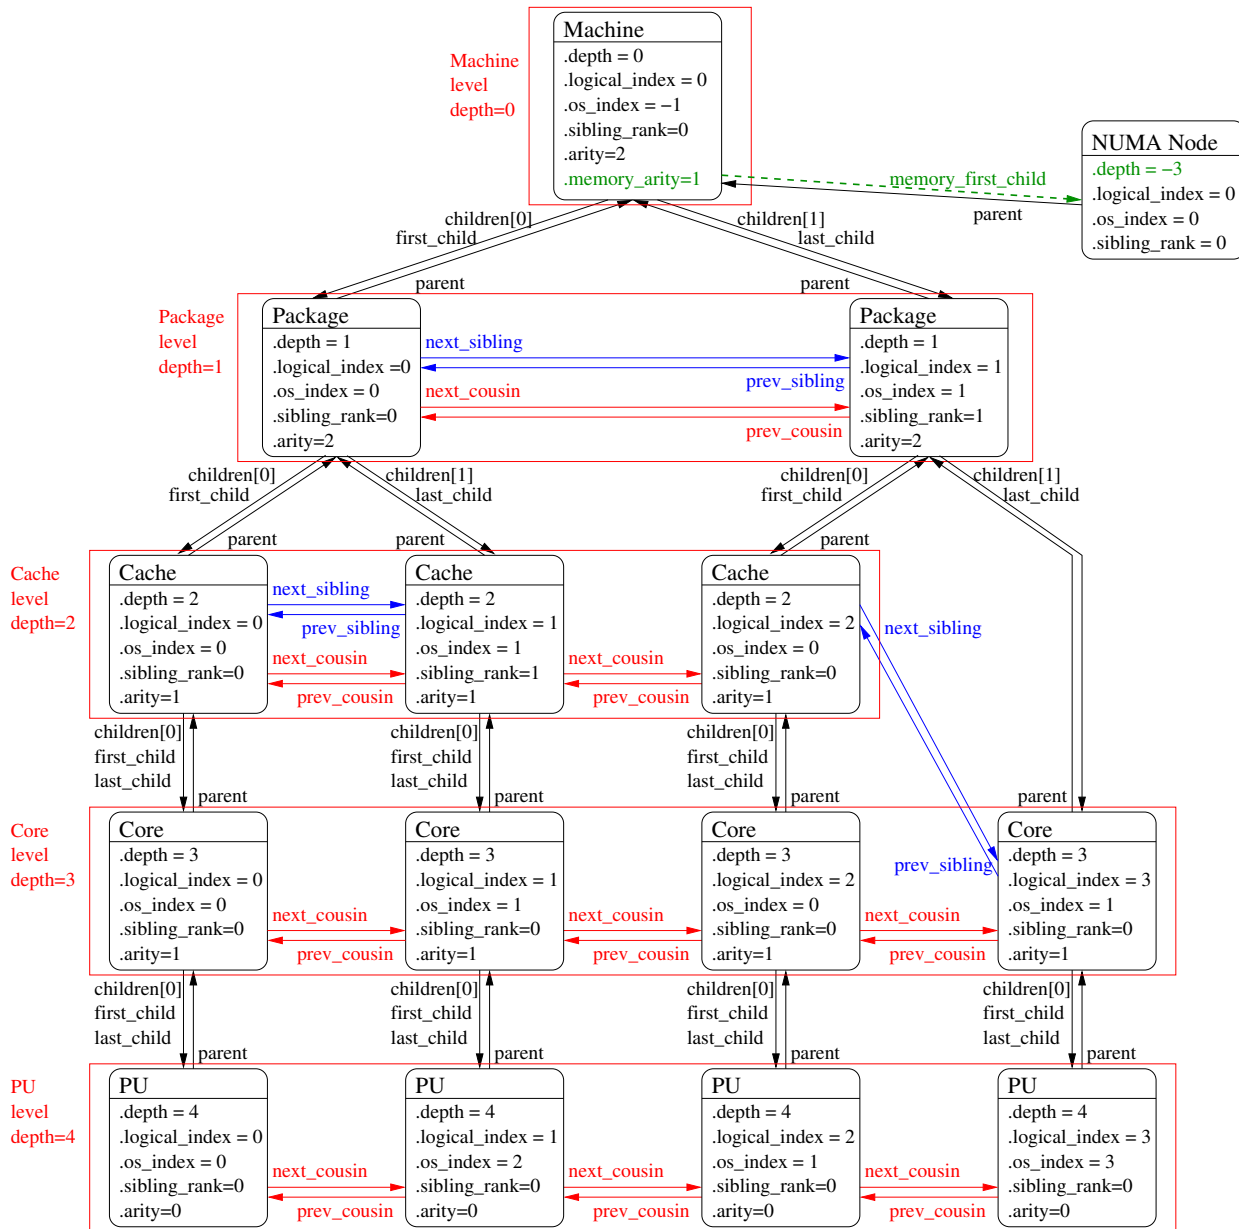 Machine
level
depth=0
Machine
.depth = 0
.logical_index = 0
.os_index = −1
.sibling_rank=0
.arity=2
.memory_arity=1
memory_first_child
parent
NUMA Node
.depth = −3
.logical_index = 0
.os_index = 0
.sibling_rank = 0
children[0]
first_child
parent
children[1]
last_child
parent
Package
level
depth=1
Package
.depth = 1
.logical_index =0
.os_index = 0
.sibling_rank=0
.arity=2
next_sibling
prev_sibling
next_cousin
prev_cousin
Package
.depth = 1
.logical_index = 1
.os_index = 1
.sibling_rank=1
.arity=2
children[0]
first_child
parent
children[1]
last_child
parent
children[0]
first_child
parent
children[1]
last_child
Cache
level
depth=2
Cache
.depth = 2
.logical_index = 0
.os_index = 0
.sibling_rank=0
.arity=1
next_sibling
prev_sibling
next_cousin
prev_cousin
Cache
.depth = 2
.logical_index = 1
.os_index = 1
.sibling_rank=1
.arity=1
next_cousin
prev_cousin
Cache
.depth = 2
.logical_index = 2
.os_index = 0
.sibling_rank=0
.arity=1
next_sibling
prev_sibling
children[0]
first_child
last_child
parent
children[0]
first_child
last_child
parent
children[0]
first_child
last_child
parent
parent
Core
level
depth=3
Core
.depth = 3
.logical_index = 0
.os_index = 0
.sibling_rank=0
.arity=1
next_cousin
prev_cousin
Core
.depth = 3
.logical_index = 1
.os_index = 1
.sibling_rank=0
.arity=1
next_cousin
prev_cousin
Core
.depth = 3
.logical_index = 2
.os_index = 0
.sibling_rank=0
.arity=1
next_cousin
prev_cousin
Core
.depth = 3
.logical_index = 3
.os_index = 1
.sibling_rank=0
.arity=1
children[0]
first_child
last_child
parent
children[0]
first_child
last_child
parent
children[0]
first_child
last_child
parent
children[0]
first_child
last_child
parent
PU
level
depth=4
PU
.depth = 4
.logical_index = 0
.os_index = 0
.sibling_rank=0
.arity=0
next_cousin
prev_cousin
PU
.depth = 4
.logical_index = 1
.os_index = 2
.sibling_rank=0
.arity=0
next_cousin
prev_cousin
PU
.depth = 4
.logical_index = 2
.os_index = 1
.sibling_rank=0
.arity=0
next_cousin
prev_cousin
PU
.depth = 4
.logical_index = 3
.os_index = 3
.sibling_rank=0
.arity=0